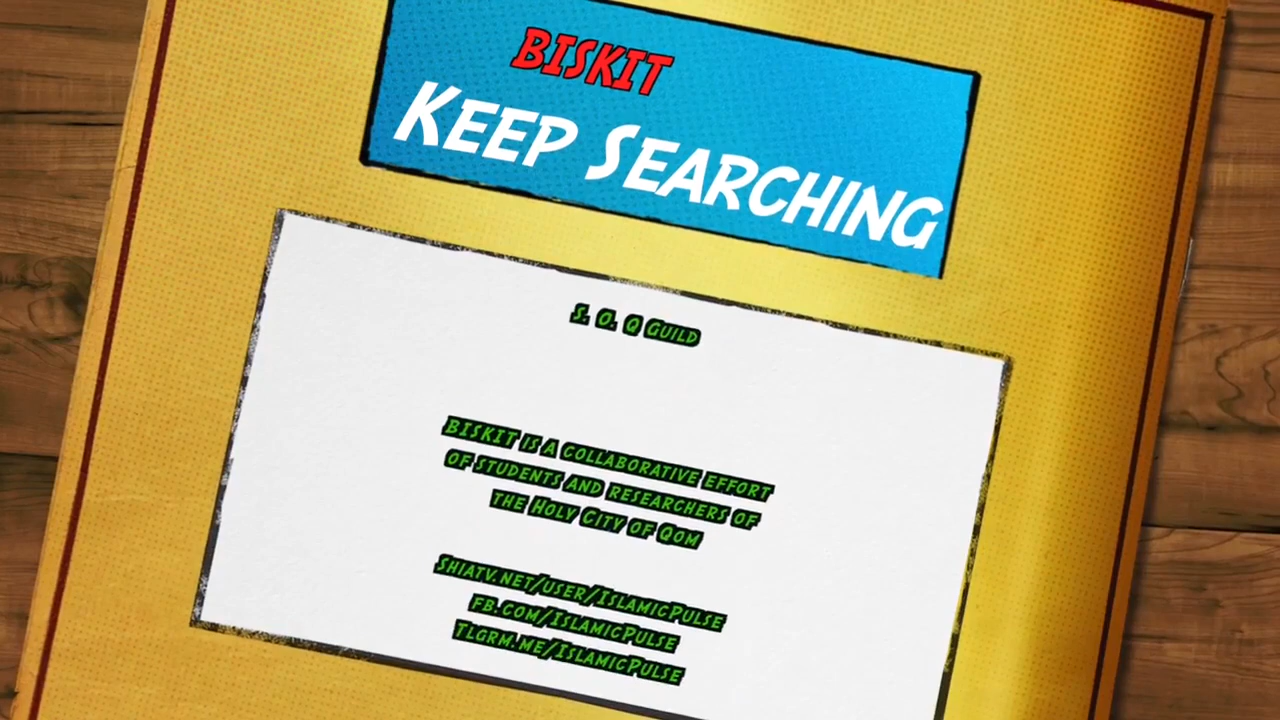 BISKIT
KEEP SEARCHING
S. O. Q GUILD
BISKIT IS A COLLABORATIVE EFFORT
OF STUDENTS AND RESEARCHERS OF
THE HOLY CITY OF QOM
SHIATV.NET/USER/ISLAMICPULSE
FB.COM/ISLAMICPULSE
TLGRM.ME/ISLAMICPULSE